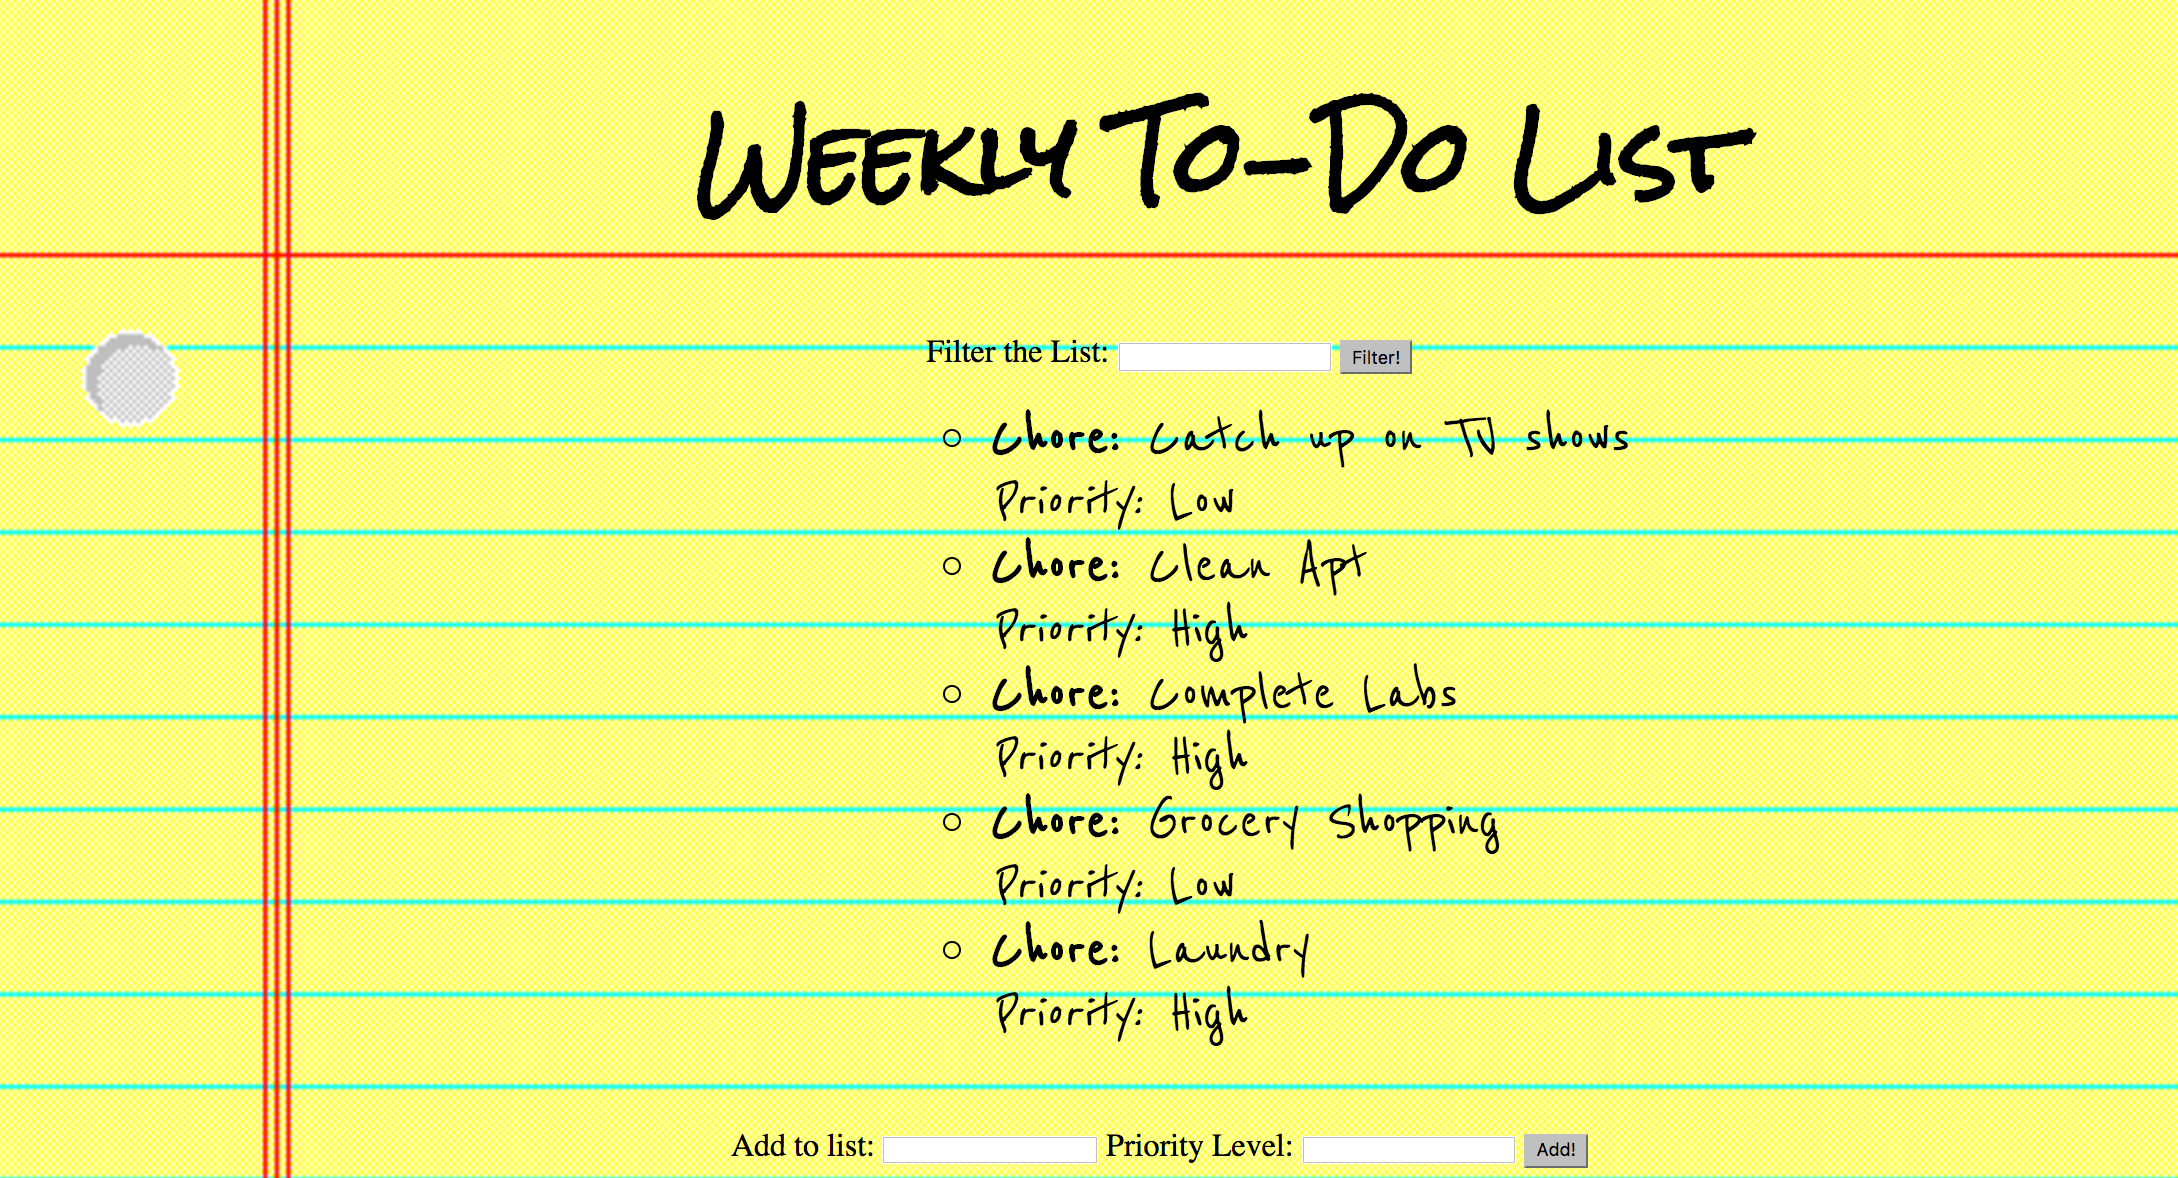 Weekly To-Do List
Filter the List: Filter!
Chore: Catch up on TV shows
Priority: Low
Chore: Clean Apt
Priority: High
Chore: Complete Labs
Priority: High
Chore: Grocery Shopping
Priority: Low
Chore: Laundry
Priority: High
Add to list: Priority Level: Add!